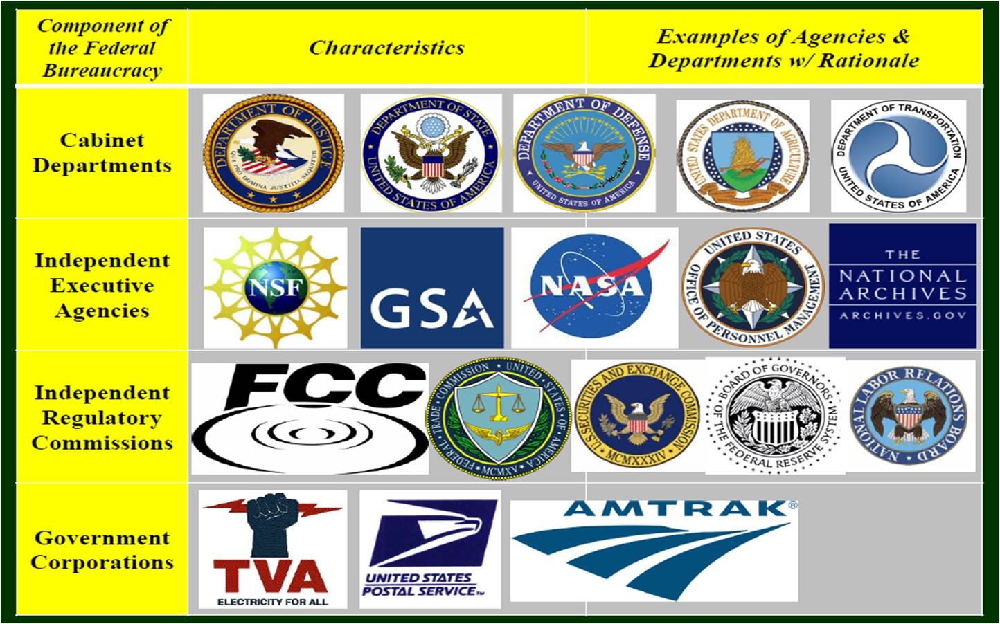 Component of
the Federal
Bureaucracy
Characteristics
Examples of Agencies &
Departments w/ Rationale
Cabinet
Departments
DEPARTMENT OF JUSTICE
QUI PRO DOMINA JUSTITIA SEQUITUR
DEPARTMENT OF STATE
UNITED STATES OF AMERICA
DEPARTMENT OF DEFENSE
UNITED STATES OF AMERICA
UNITED STATES DEPARTMENT OF AGRICULTURE
DEPARTMENT OF TRANSPORTATION
UNITED STATES OF AMERICA
Independent
Executive
Agencies
NSF
GSA
NASA
UNITED STATES
OFFICE OF PERSONNEL MANAGEMENT
THE
NATIONAL
ARCHIVES
ARCHIVES.GOV
Independent
Regulatory
Commissions
FCC
FEDERAL · TRADE · COMMISSION ★ UNITED · STATES · OF · AMERICA
MCMXV
U.S. SECURITIES AND EXCHANGE COMMISSION
MCMXXXIV
BOARD OF GOVERNORS
OF THE FEDERAL RESERVE SYSTEM
NATIONAL LABOR RELATIONS BOARD
Government
Corporations
TVA
ELECTRICITY FOR ALL
UNITED STATES
POSTAL SERVICE™
AMTRAK®